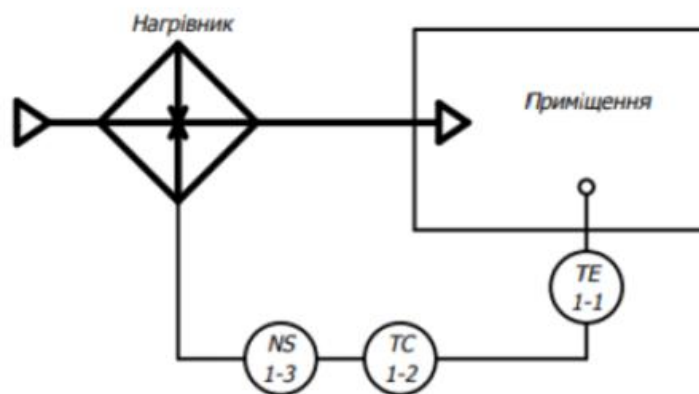 Нагрівник
Приміщення
TE
1-1
NS
1-3
TC
1-2